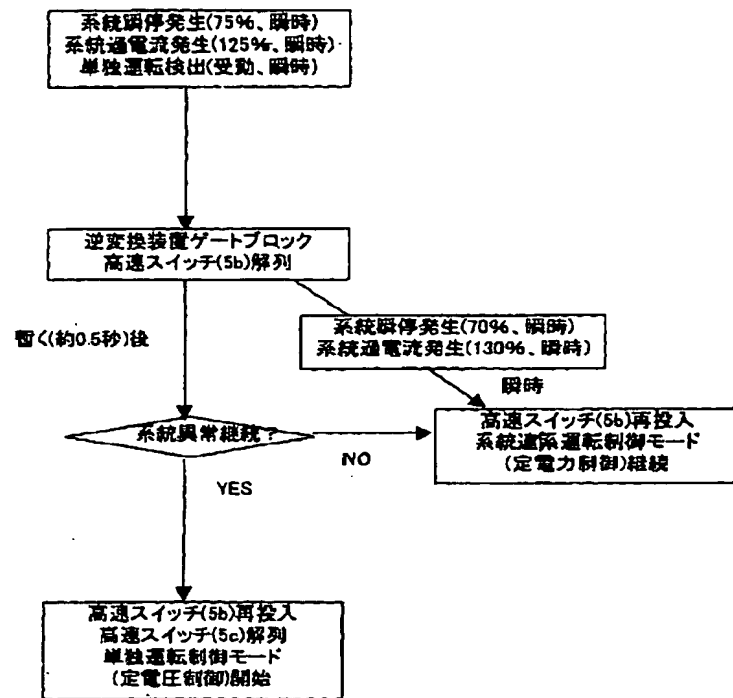 系統瞬停発生(75%、瞬時)
系統過電流発生(125%、瞬時)
単独運転検出(受動、瞬時)
逆変換装置ゲートブロック
高速スイッチ(5b)解列
暫く(約0.5秒)後
系統瞬停発生(70%、瞬時)
系統過電流発生(130%、瞬時)
瞬時
系統異常継続?
NO
高速スイッチ(5b)再投入
系統連系運転制御モード
(定電力制御)継続
YES
高速スイッチ(5b)再投入
高速スイッチ(5c)解列
単独運転制御モード
(定電圧制御)開始